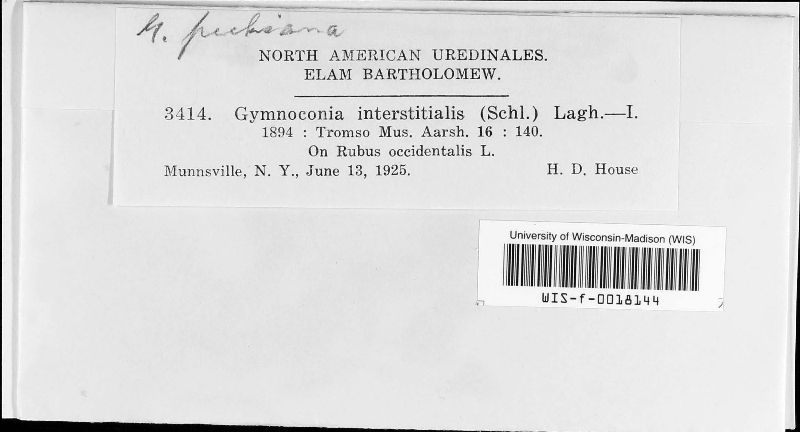 G. peckiana
NORTH AMERICAN UREDINALES.
ELAM BARTHOLOMEW.
3414. Gymnoconia interstitialis (Schl.) Lagh.—I.
1894 : Tromso Mus. Aarsh. 16 : 140.
On Rubus occidentalis L.
Munnsville, N. Y., June 13, 1925. H. D. House
University of Wisconsin-Madison (WIS)
WIS-f-0018144